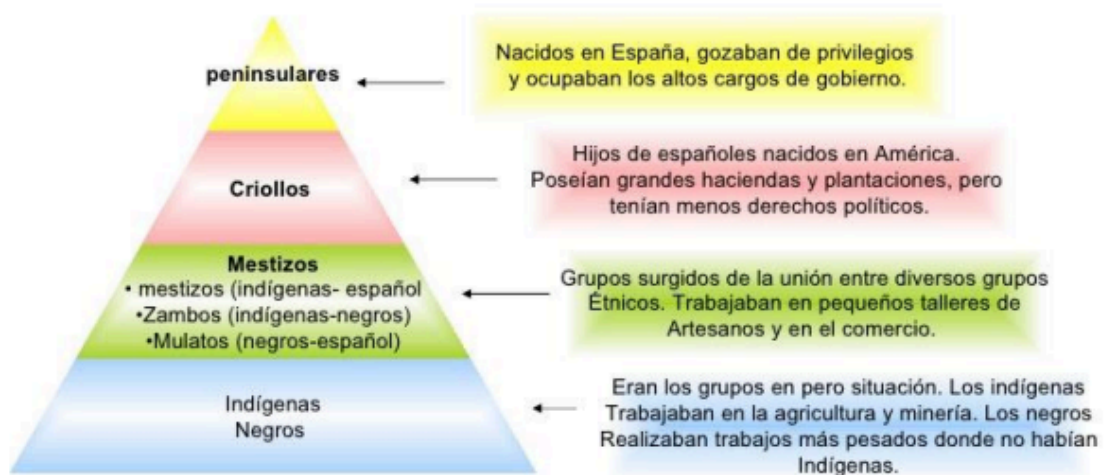 peninsulares
Nacidos en España, gozaban de privilegios
y ocupaban los altos cargos de gobierno.
Criollos
Hijos de españoles nacidos en América.
Poseían grandes haciendas y plantaciones, pero
tenían menos derechos políticos.
Mestizos
• mestizos (indígenas- español
•Zambos (indígenas-negros)
•Mulatos (negros-español)
Grupos surgidos de la unión entre diversos grupos
Étnicos. Trabajaban en pequeños talleres de
Artesanos y en el comercio.
Indígenas
Negros
Eran los grupos en pero situación. Los indígenas
Trabajaban en la agricultura y minería. Los negros
Realizaban trabajos más pesados donde no habían
Indígenas.